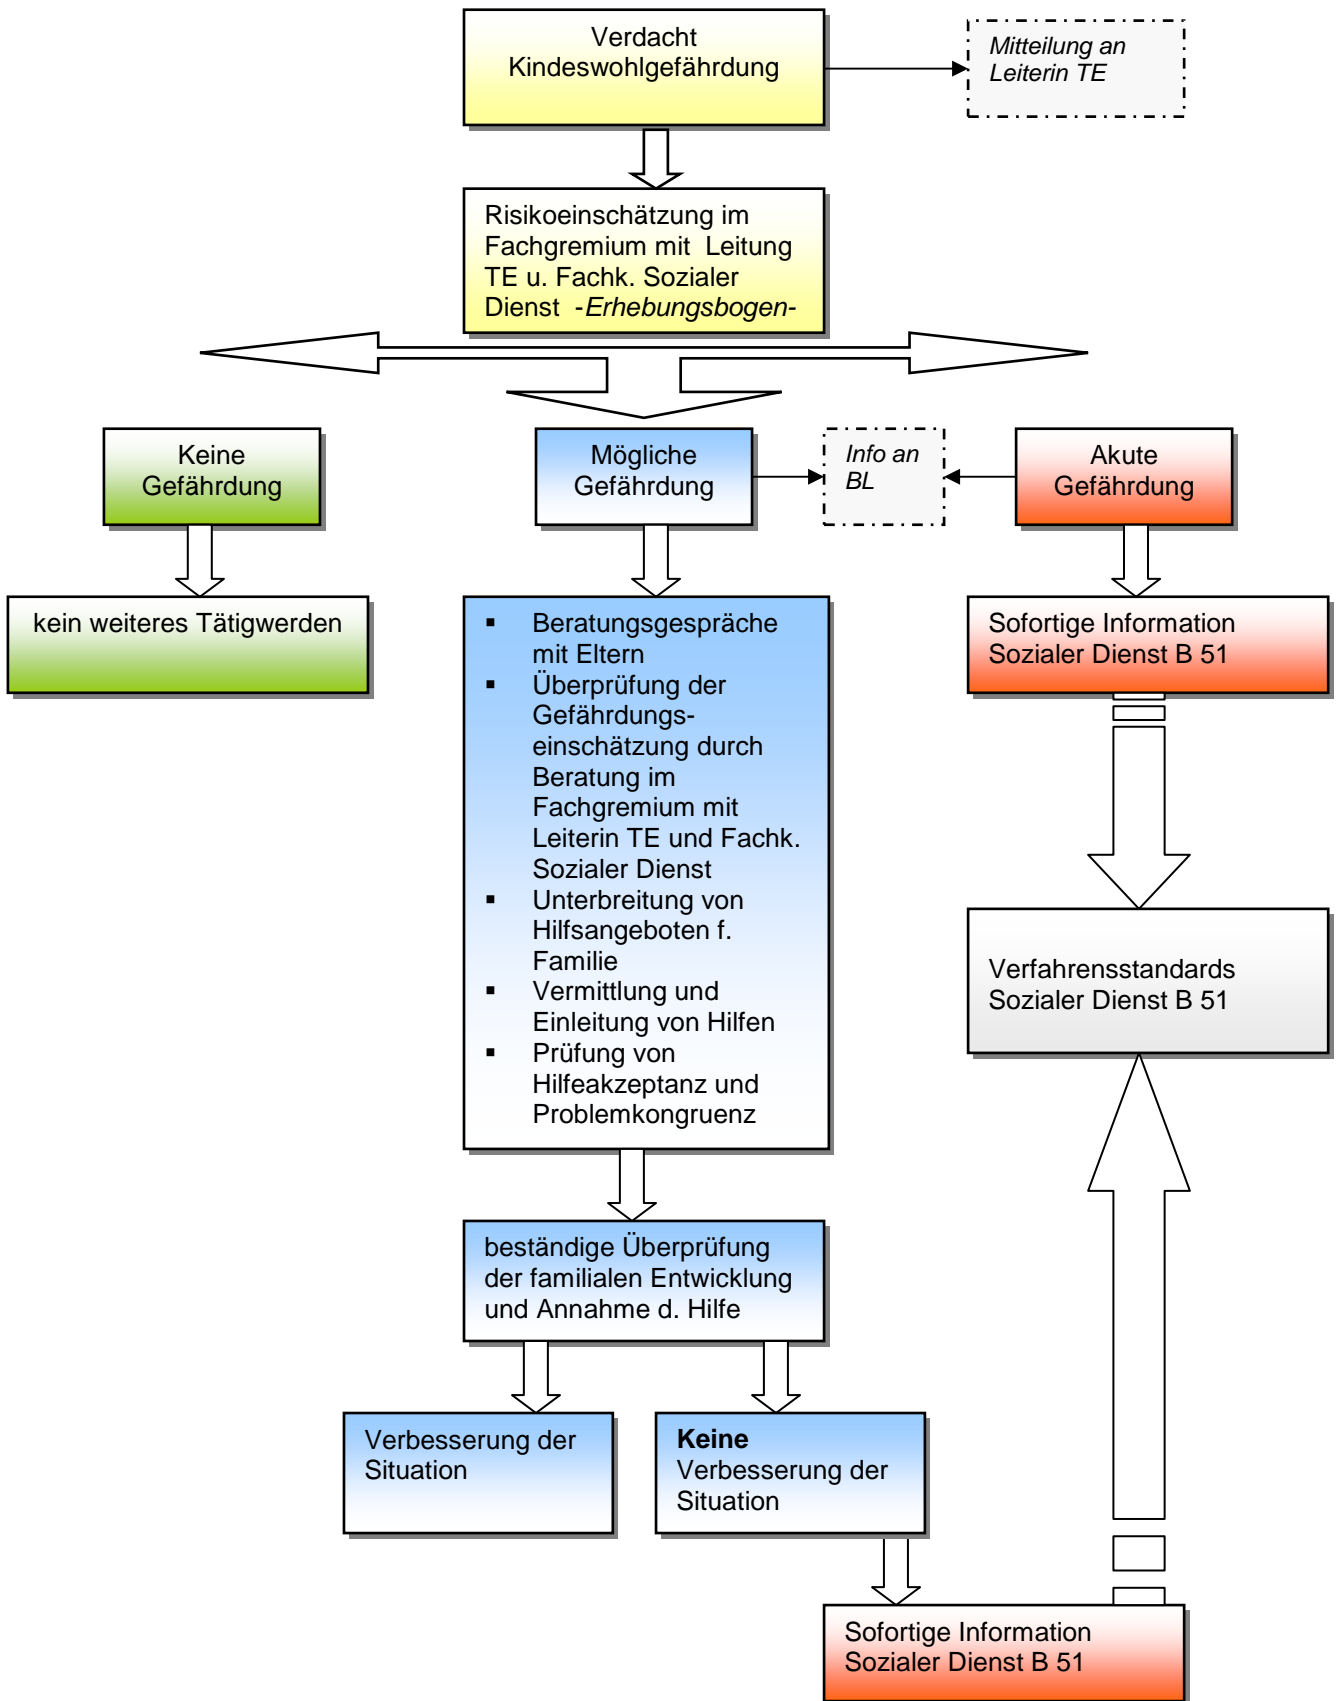 Verdacht
Kindeswohlgefährdung
Mitteilung an
Leiterin TE
Risikoeinschätzung im
Fachgremium mit Leitung
TE u. Fachk. Sozialer
Dienst -Erhebungsbogen-
Keine
Gefährdung
Mögliche
Gefährdung
Info an
BL
Akute
Gefährdung
kein weiteres Tätigwerden
▪ Beratungsgespräche
mit Eltern
▪ Überprüfung der
Gefährdungs-
einschätzung durch
Beratung im
Fachgremium mit
Leiterin TE und Fachk.
Sozialer Dienst
▪ Unterbreitung von
Hilfsangeboten f.
Familie
▪ Vermittlung und
Einleitung von Hilfen
▪ Prüfung von
Hilfeakzeptanz und
Problemkongruenz
Sofortige Information
Sozialer Dienst B 51
Verfahrensstandards
Sozialer Dienst B 51
beständige Überprüfung
der familialen Entwicklung
und Annahme d. Hilfe
Verbesserung der
Situation
Keine
Verbesserung der
Situation
Sofortige Information
Sozialer Dienst B 51